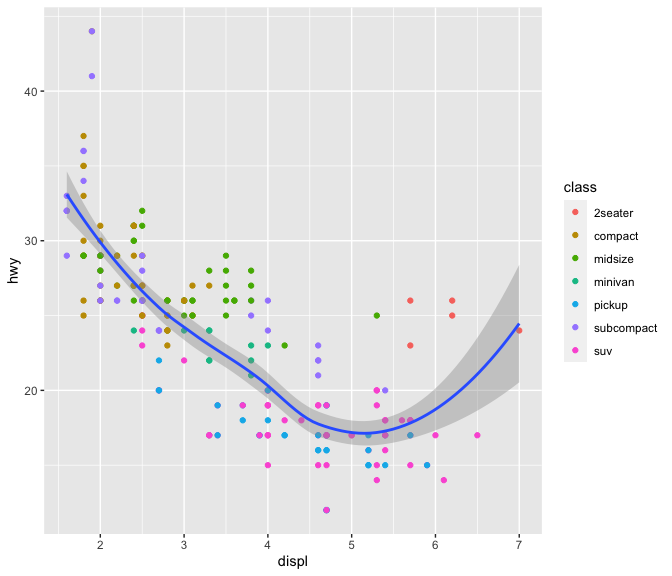 40
30
20
hwy
2
3
4
5
6
7
displ
class
2seater
compact
midsize
minivan
pickup
subcompact
suv